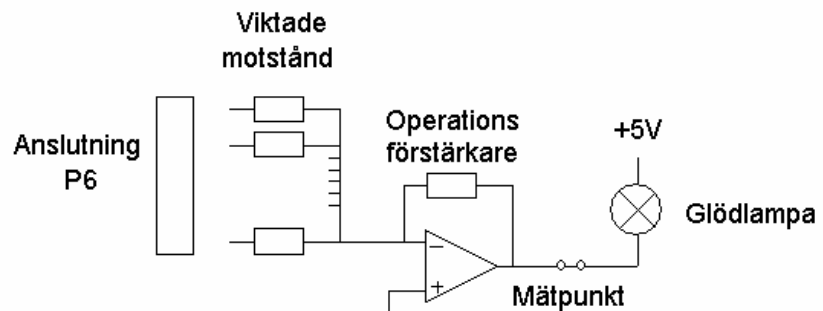 Viktade
motstånd
Anslutning
P6
Operations
förstärkare
+5V
Glödlampa
−
+
Mätpunkt